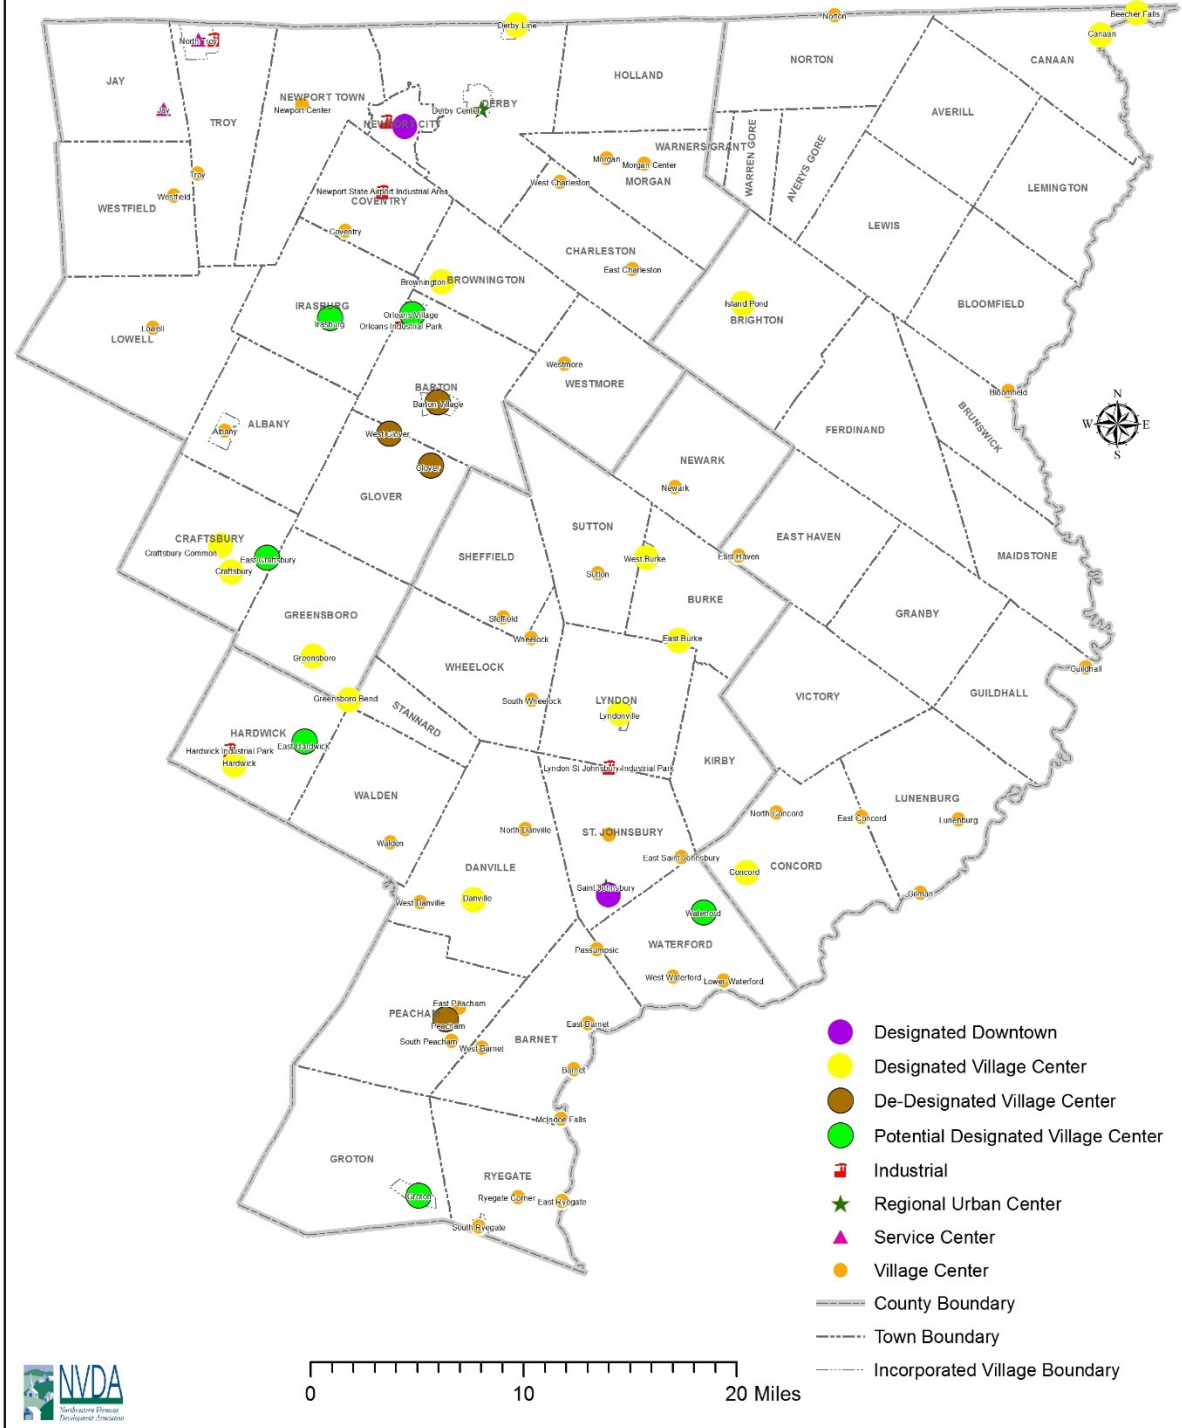 Norton
Beecher Falls
Derby Line
Canaan
North Troy
NORTON
CANAAN
HOLLAND
JAY
NEWPORT TOWN
Newport Center
Derby Center
DERBY
AVERILL
Jay
TROY
NEWPORT CITY
WARNERS GRANT
WARREN GORE
AVERYS GORE
Morgan
Morgan Center
MORGAN
Troy
West Charleston
LEMINGTON
Newport State Airport Industrial Area
COVENTRY
Westfield
WESTFIELD
LEWIS
Coventry
CHARLESTON
East Charleston
Brownington
BROWNINGTON
BLOOMFIELD
IRASBURG
Irasburg
Orleans Village
Orleans Industrial Park
Island Pond
BRIGHTON
Lowell
LOWELL
Westmore
WESTMORE
BARTON
Barton Village
Bloomfield
BRUNSWICK
N
W
E
S
Albany
ALBANY
West Glover
FERDINAND
Glover
NEWARK
Newark
GLOVER
SUTTON
CRAFTSBURY
Craftsbury Common
East Craftsbury
Craftsbury
SHEFFIELD
West Burke
East Haven
EAST HAVEN
MAIDSTONE
Sutton
BURKE
GREENSBORO
Sheffield
GRANBY
Wheelock
East Burke
Greensboro
WHEELOCK
Guildhall
Greensboro Bend
South Wheelock
LYNDON
Lyndonville
VICTORY
GUILDHALL
STANNARD
HARDWICK
East Hardwick
Hardwick Industrial Park
Hardwick
Lyndon St Johnsbury Industrial Park
KIRBY
WALDEN
LUNENBURG
North Concord
East Concord
Lunenburg
North Danville
ST. JOHNSBURY
Walden
East Saint Johnsbury
DANVILLE
Concord
CONCORD
Saint Johnsbury
Gilman
West Danville
Danville
Waterford
WATERFORD
Passumpsic
West Waterford
Lower Waterford
East Peacham
PEACHAM
Peacham
East Barnet
South Peacham
West Barnet
BARNET
Barnet
McIndoe Falls
GROTON
RYEGATE
Groton
Ryegate Corner
East Ryegate
South Ryegate
Designated Downtown
Designated Village Center
De-Designated Village Center
Potential Designated Village Center
Industrial
Regional Urban Center
Service Center
Village Center
County Boundary
Town Boundary
Incorporated Village Boundary
NVDA
Northeastern Vermont
Development Association
0 10 20 Miles